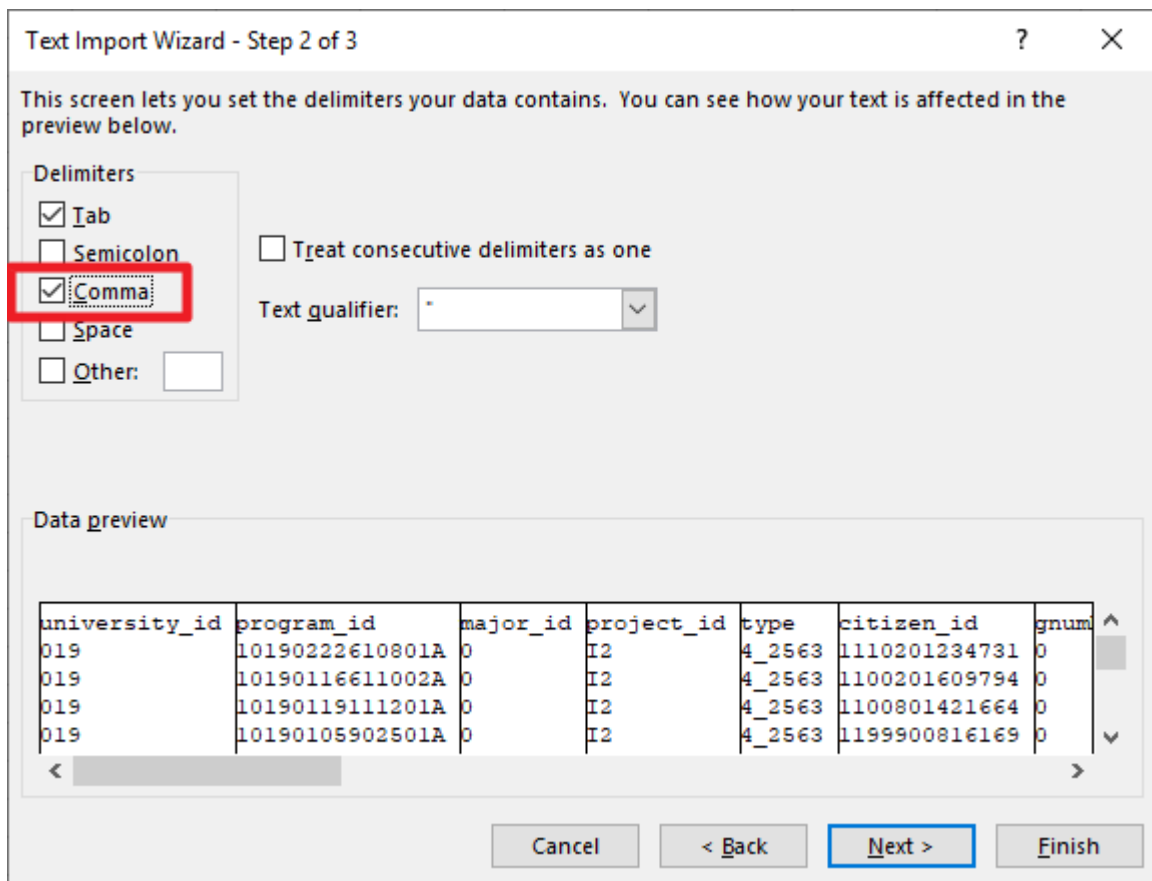 Text Import Wizard - Step 2 of 3
?
This screen lets you set the delimiters your data contains.  You can see how your text is affected in the
preview below.
Delimiters
Tab
Semicolon
Comma
Space
Other:
Treat consecutive delimiters as one
Text qualifier: "
Data preview
university_id program_id major_id project_id type citizen_id gnum
019 10190222610801A 0 I2 4_2563 1110201234731 0
019 10190116611002A 0 I2 4_2563 1100201609794 0
019 10190119111201A 0 I2 4_2563 1100801421664 0
019 10190105902501A 0 I2 4_2563 1199900816169 0
Cancel < Back Next > Finish